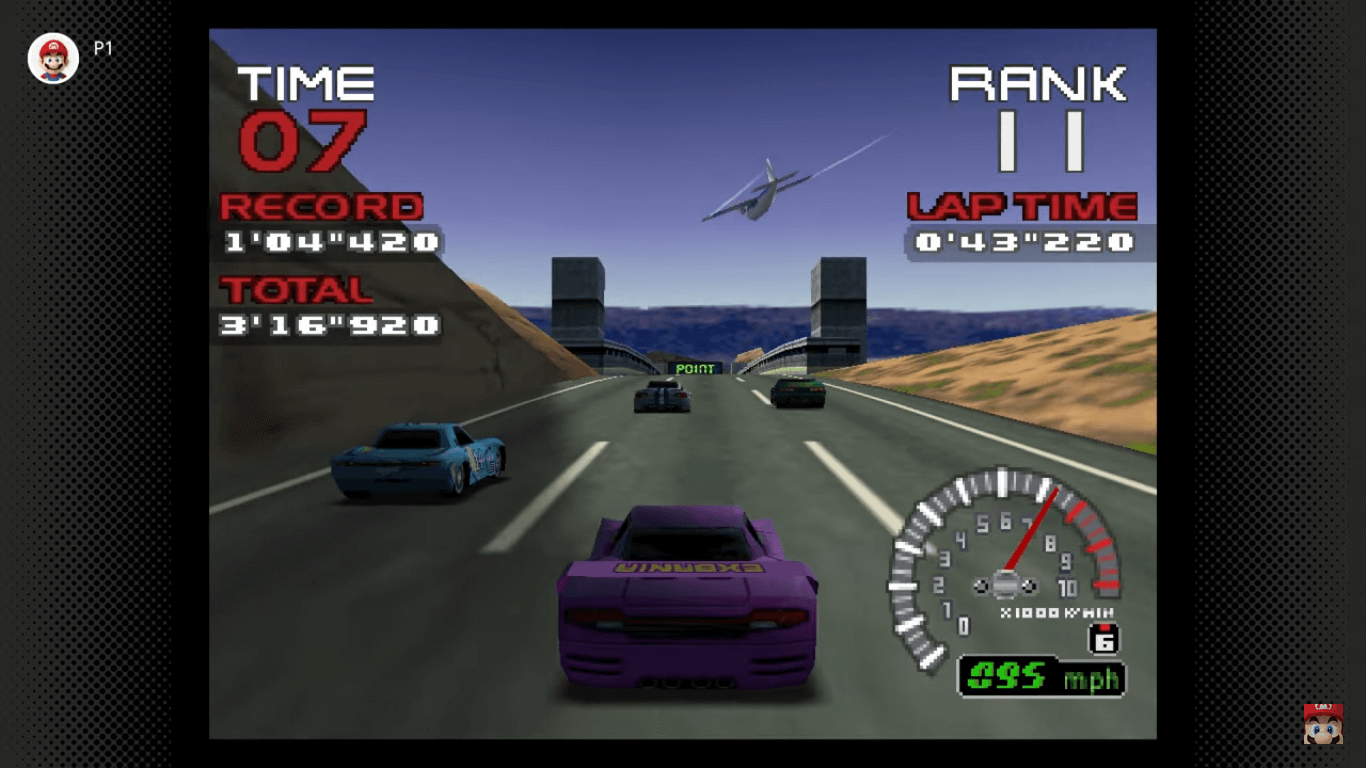 P1
TIME
07
RECORD
1'04"420
TOTAL
3'16"920
RANK
11
LAP TIME
0'43"220
POINT
0 1 2 3 4 5 6 7 8 9 10
X1000 r/min
6
095 mph